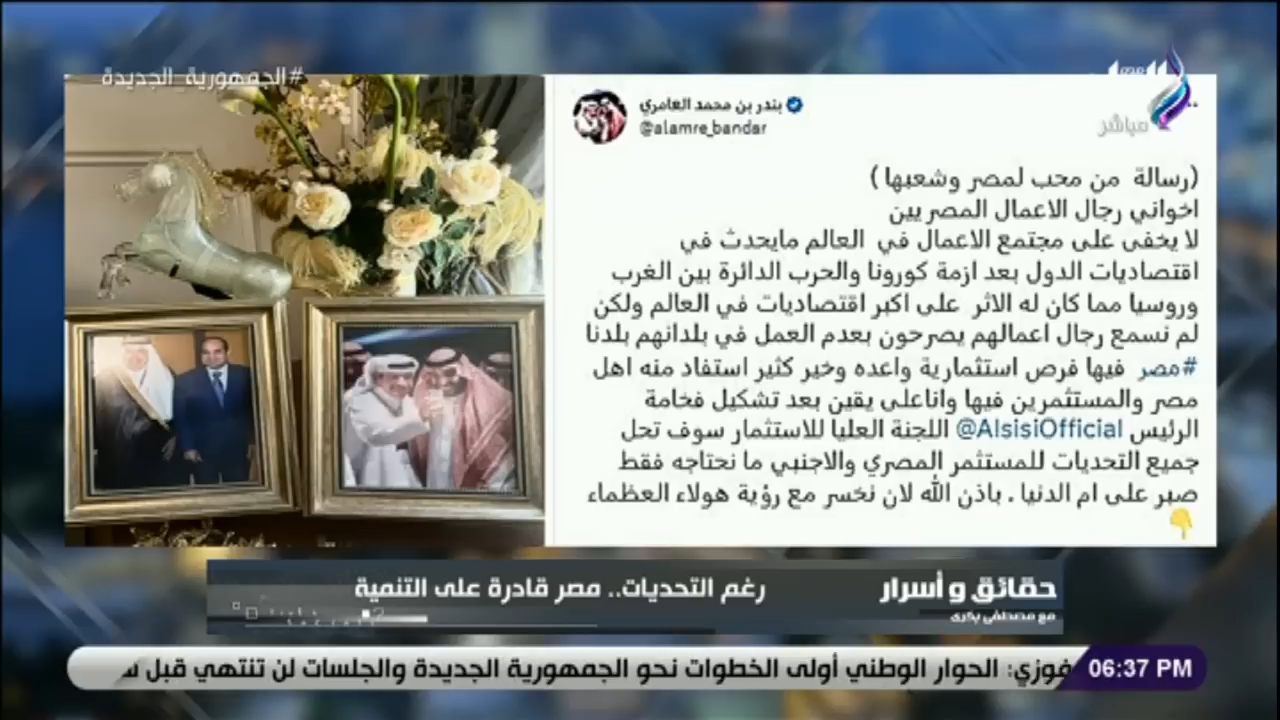 #الجمهورية_الجديدة
مباشر
بندر بن محمد العامري
@alamre_bandar
(رسالة من محب لمصر وشعبها )
اخواني رجال الاعمال المصريين
لا يخفى على مجتمع الاعمال في العالم مايحدث في
اقتصاديات الدول بعد ازمة كورونا والحرب الدائرة بين الغرب
وروسيا مما كان له الاثر على اكبر اقتصاديات في العالم ولكن
لم نسمع رجال اعمالهم يصرحون بعدم العمل في بلدانهم بلدنا
#مصر فيها فرص استثمارية واعده وخير كثير استفاد منه اهل
مصر والمستثمرين فيها واناعلى يقين بعد تشكيل فخامة
الرئيس @AlsisiOfficial اللجنة العليا للاستثمار سوف تحل
جميع التحديات للمستثمر المصري والاجنبي ما نحتاجه فقط
صبر على ام الدنيا . باذن الله لان نخسر مع رؤية هولاء العظماء
👇
حقائق و أسرار
مع مصطفى بكرى
رغم التحديات.. مصر قادرة على التنمية
06:37 PM
فوزي: الحوار الوطني أولى الخطوات نحو الجمهورية الجديدة والجلسات لن تنتهي قبل